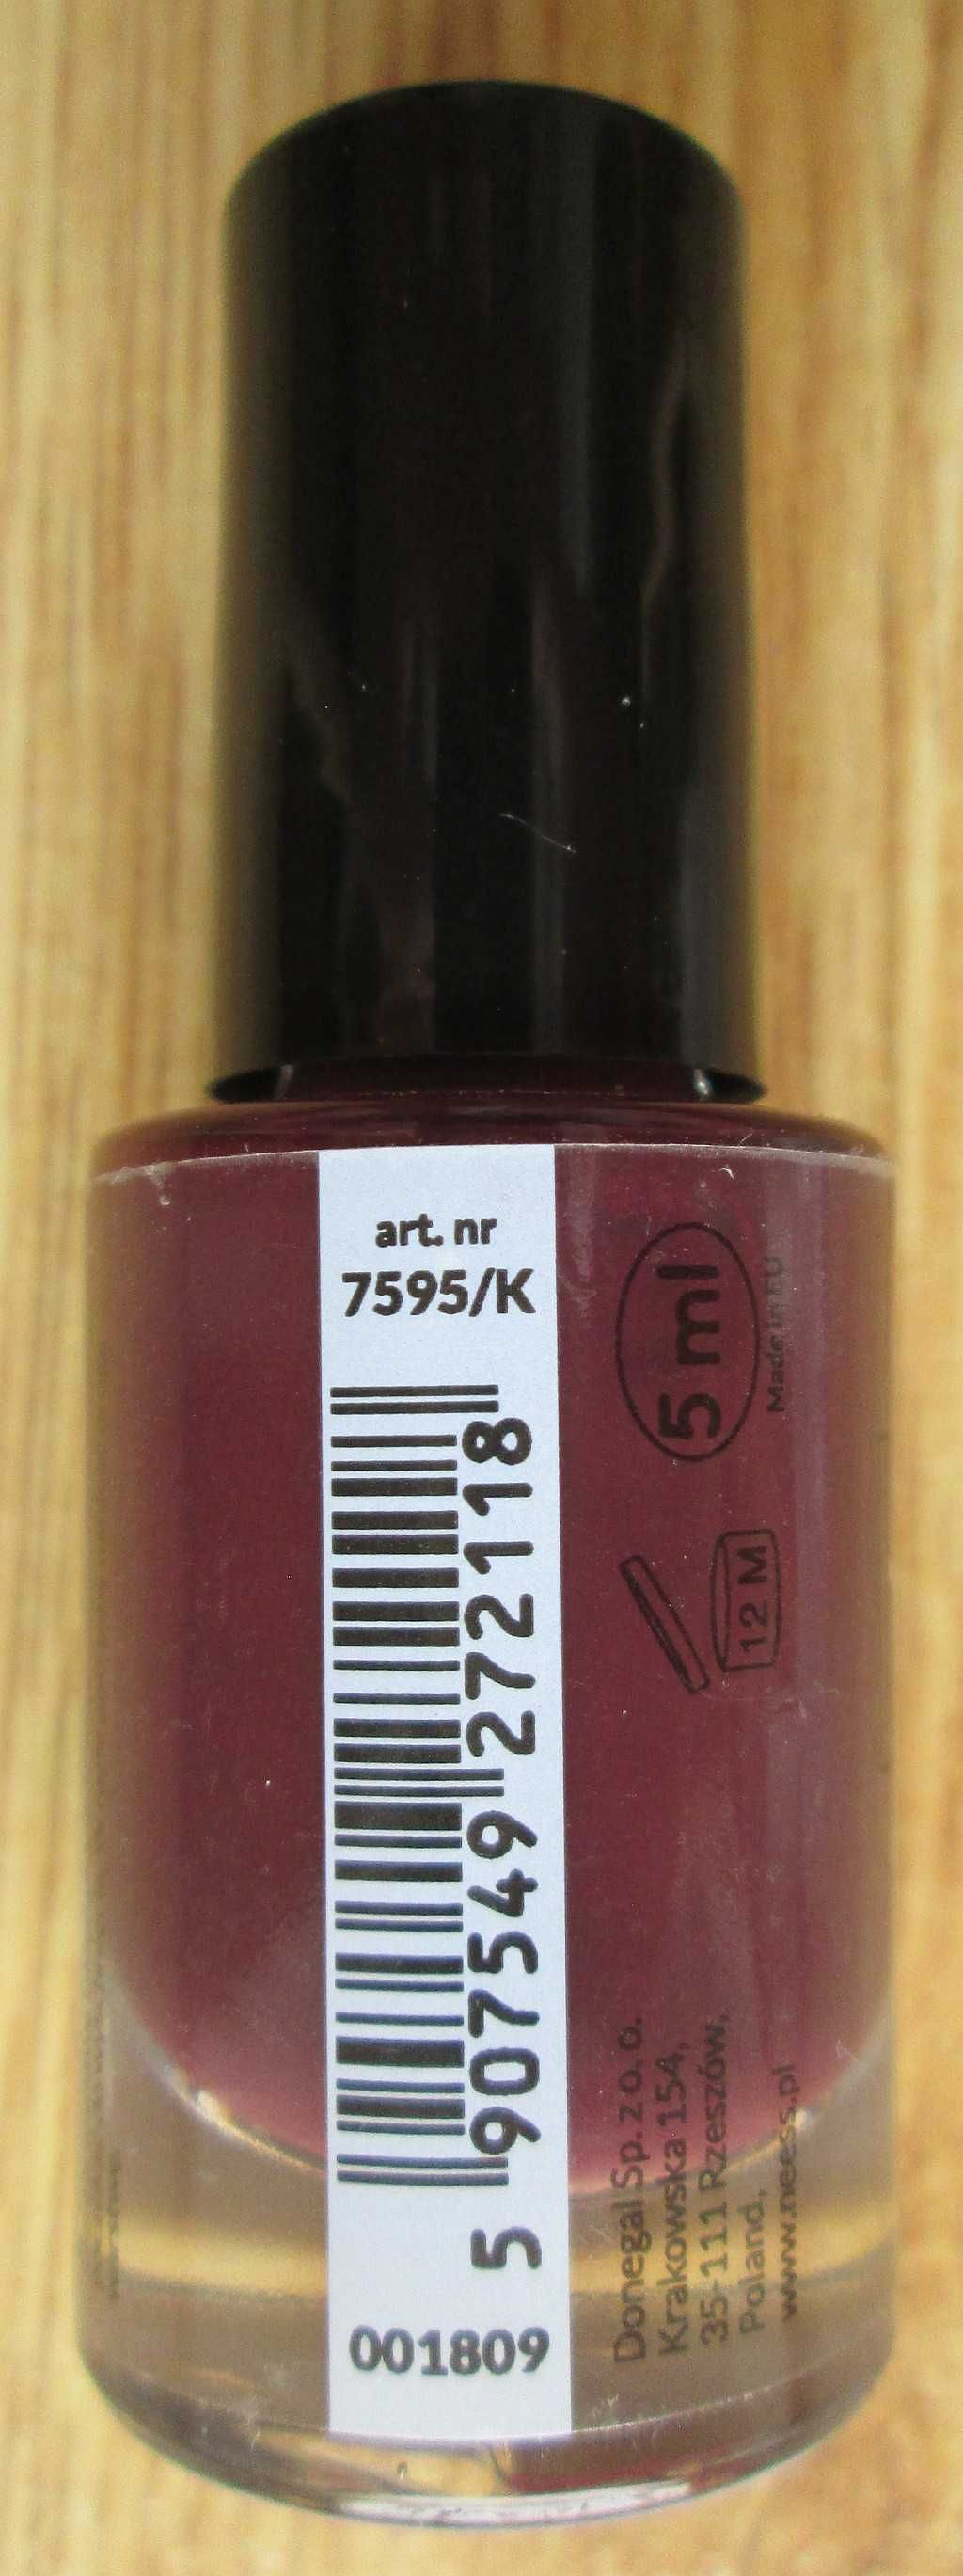 art. nr
7595/K
5 907549 272118
001809
5 ml
Made in EU
12 M
Donegal Sp. z o. o.
Krakowska 154,
35-111 Rzeszów,
Poland,
www.neess.pl